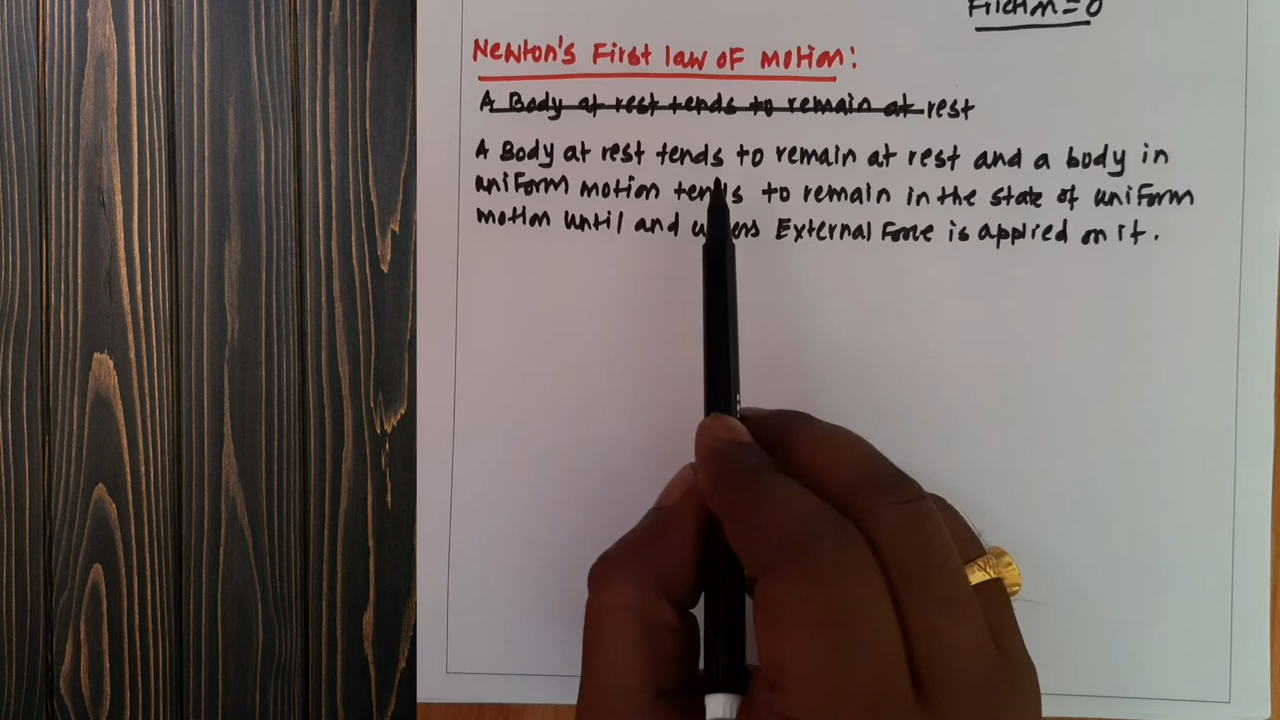 Newton's First law of motion:
A Body at rest tends to remain at rest
A Body at rest tends to remain at rest and a body in
uniform motion tends to remain in the state of uniform
motion until and External Force is applied on it.